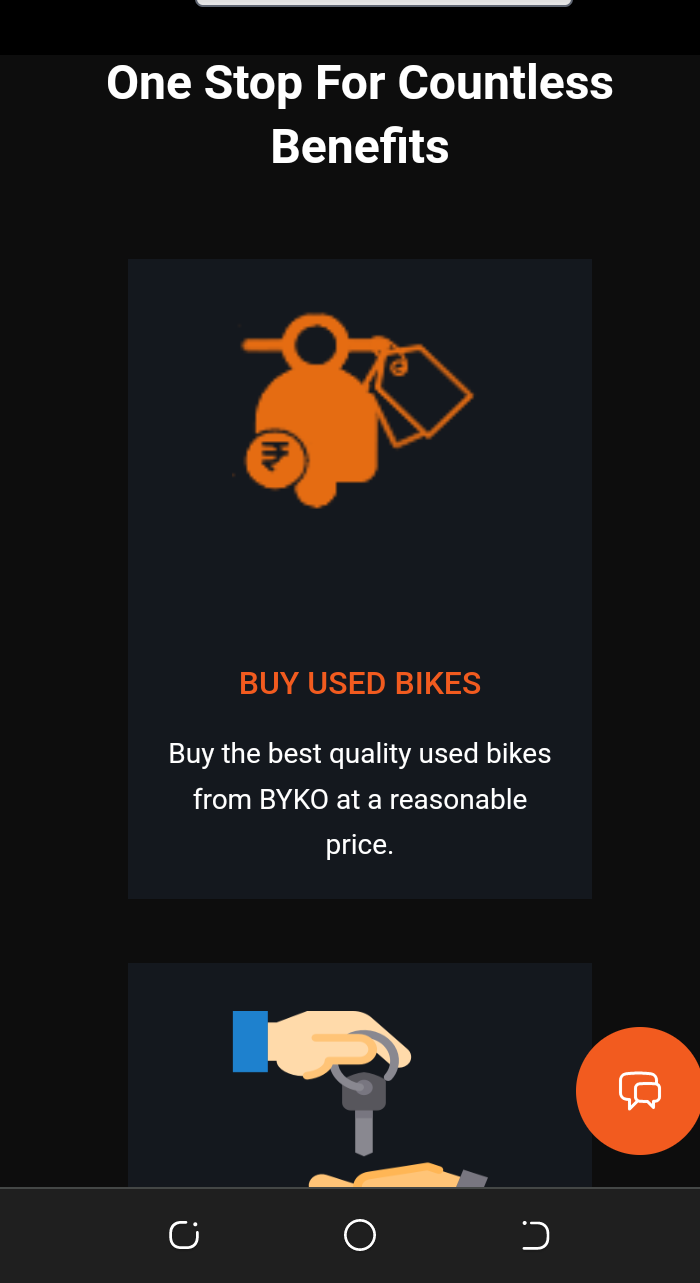 One Stop For Countless
Benefits
₹
BUY USED BIKES
Buy the best quality used bikes
from BYKO at a reasonable
price.